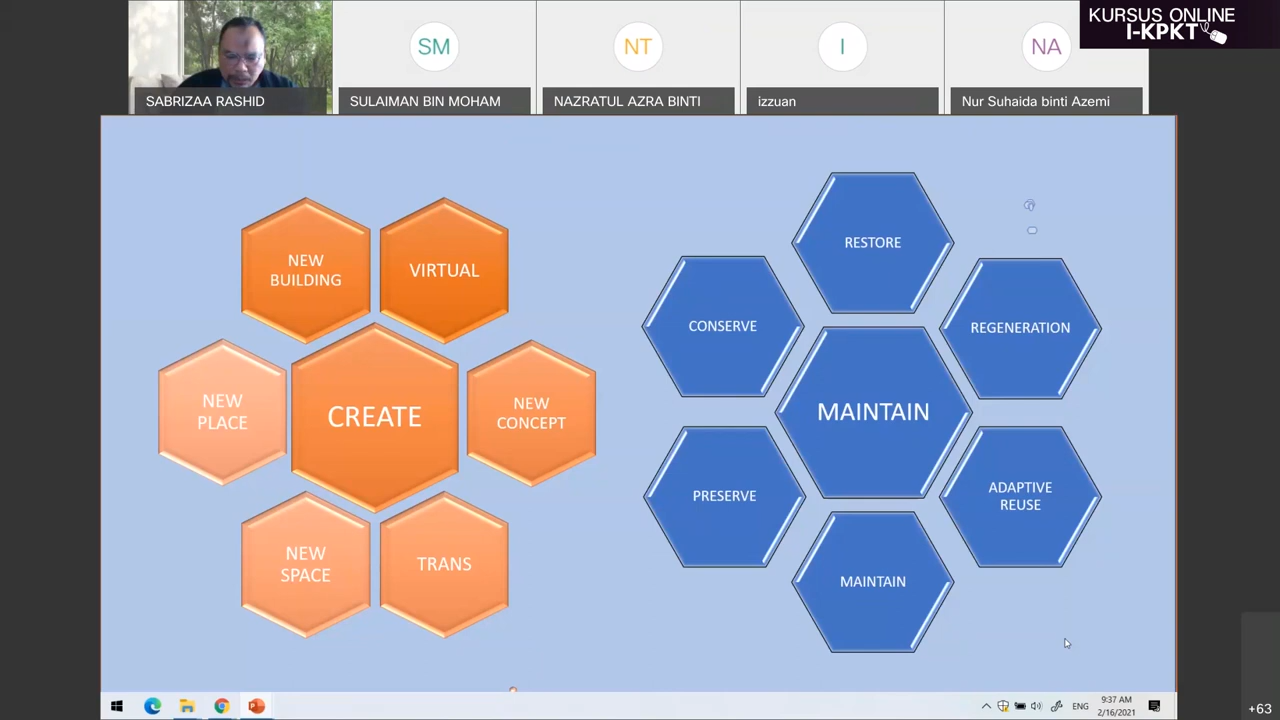 KURSUS ONLINE
I-KPKT
SM
NT
I
NA
SABRIZAA RASHID
SULAIMAN BIN MOHAM
NAZRATUL AZRA BINTI
izzuan
Nur Suhaida binti Azemi
NEW
BUILDING
VIRTUAL
NEW
PLACE
CREATE
NEW
CONCEPT
NEW
SPACE
TRANS
RESTORE
CONSERVE
REGENERATION
MAINTAIN
PRESERVE
ADAPTIVE
REUSE
MAINTAIN
ENG
9:37 AM
2/16/2021
+63